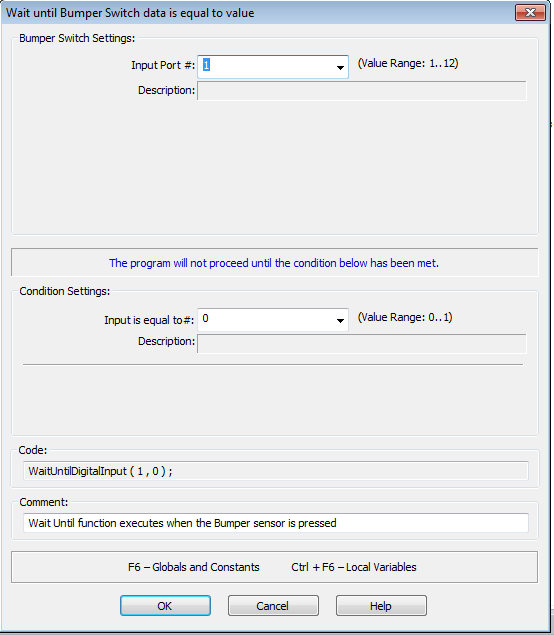 Wait until Bumper Switch data is equal to value
Bumper Switch Settings:
Input Port #: 1 (Value Range: 1..12)
Description:
The program will not proceed until the condition below has been met.
Condition Settings:
Input is equal to#: 0 (Value Range: 0..1)
Description:
Code:
WaitUntilDigitalInput ( 1 , 0 ) ;
Comment:
Wait Until function executes when the Bumper sensor is pressed
F6 – Globals and Constants Ctrl + F6 – Local Variables
OK Cancel Help